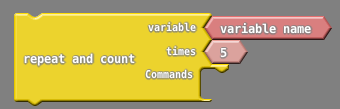 variable variable name
times 5
repeat and count
Commands